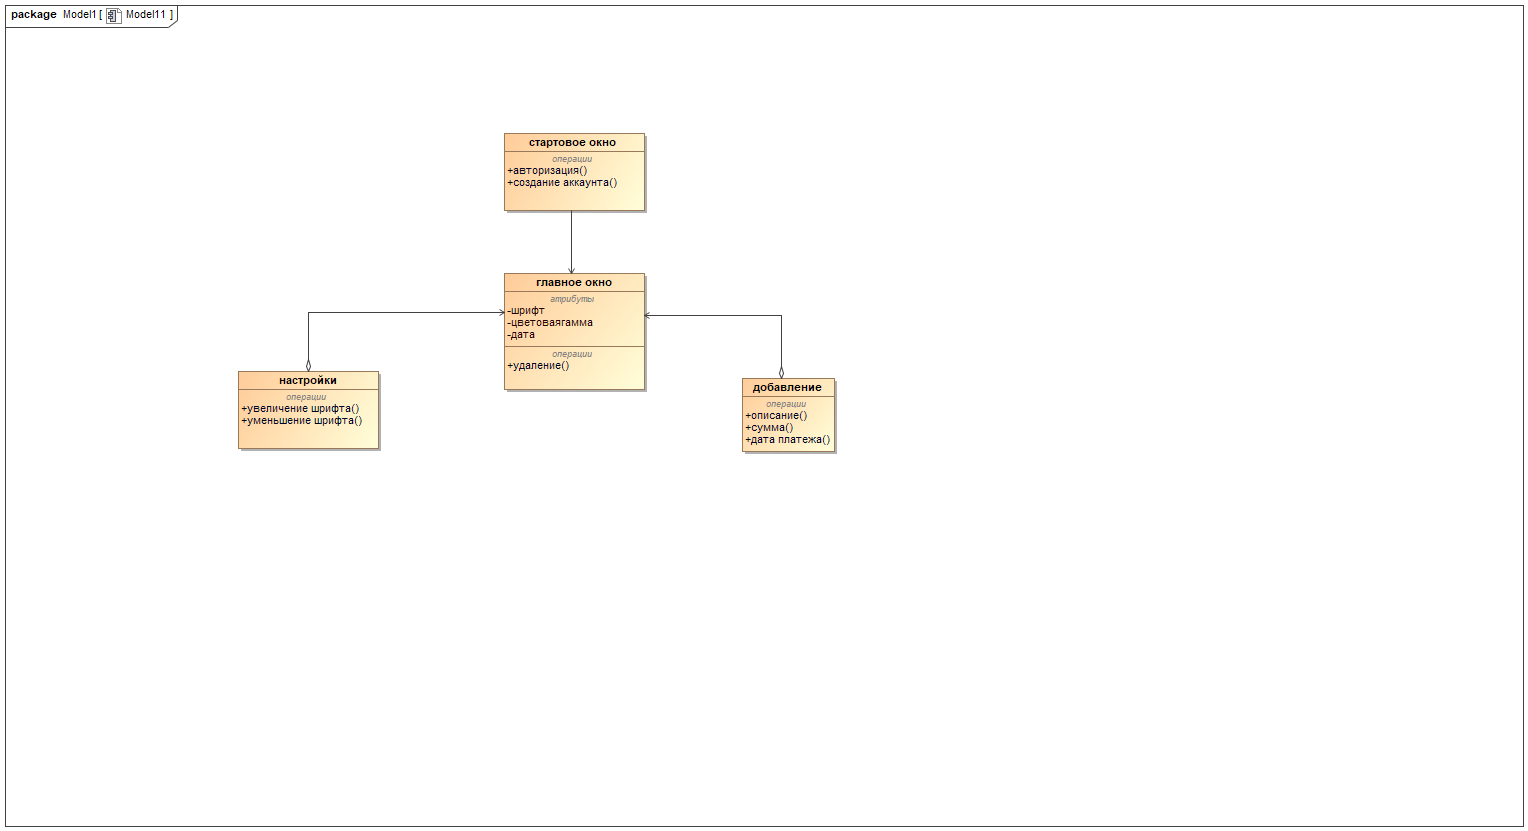 package Model1 [ Model11 ]
стартовое окно
операции
+авторизация()
+создание аккаунта()
главное окно
атрибуты
-шрифт
-цветоваягамма
-дата
операции
+удаление()
настройки
операции
+увеличение шрифта()
+уменьшение шрифта()
добавление
операции
+описание()
+сумма()
+дата платежа()